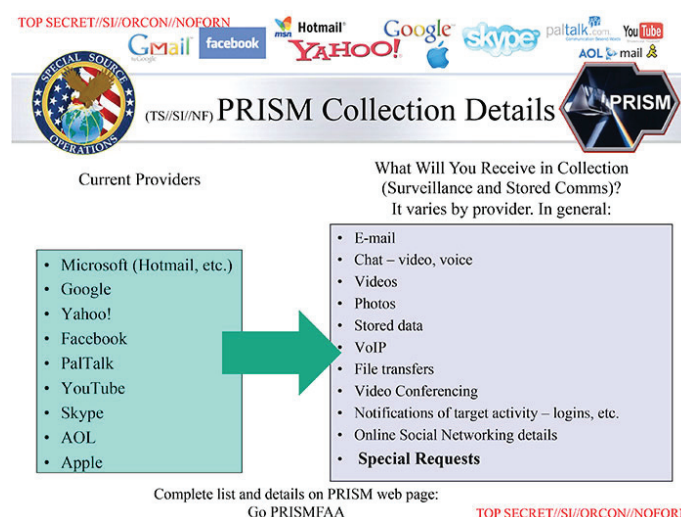 TOP SECRET//SI//ORCON//NOFORN
Gmail
by Google
facebook
msn
Hotmail
YAHOO!
Google
skype
paltalk.com
YouTube
AOL mail
SPECIAL SOURCE
OPERATIONS
(TS//SI//NF) PRISM Collection Details
PRISM
Current Providers
What Will You Receive in Collection
(Surveillance and Stored Comms)?
It varies by provider. In general:
• Microsoft (Hotmail, etc.)
• Google
• Yahoo!
• Facebook
• PalTalk
• YouTube
• Skype
• AOL
• Apple
• E-mail
• Chat – video, voice
• Videos
• Photos
• Stored data
• VoIP
• File transfers
• Video Conferencing
• Notifications of target activity – logins, etc.
• Online Social Networking details
• Special Requests
Complete list and details on PRISM web page:
Go PRISMFAA
TOP SECRET//SI//ORCON//NOFORN